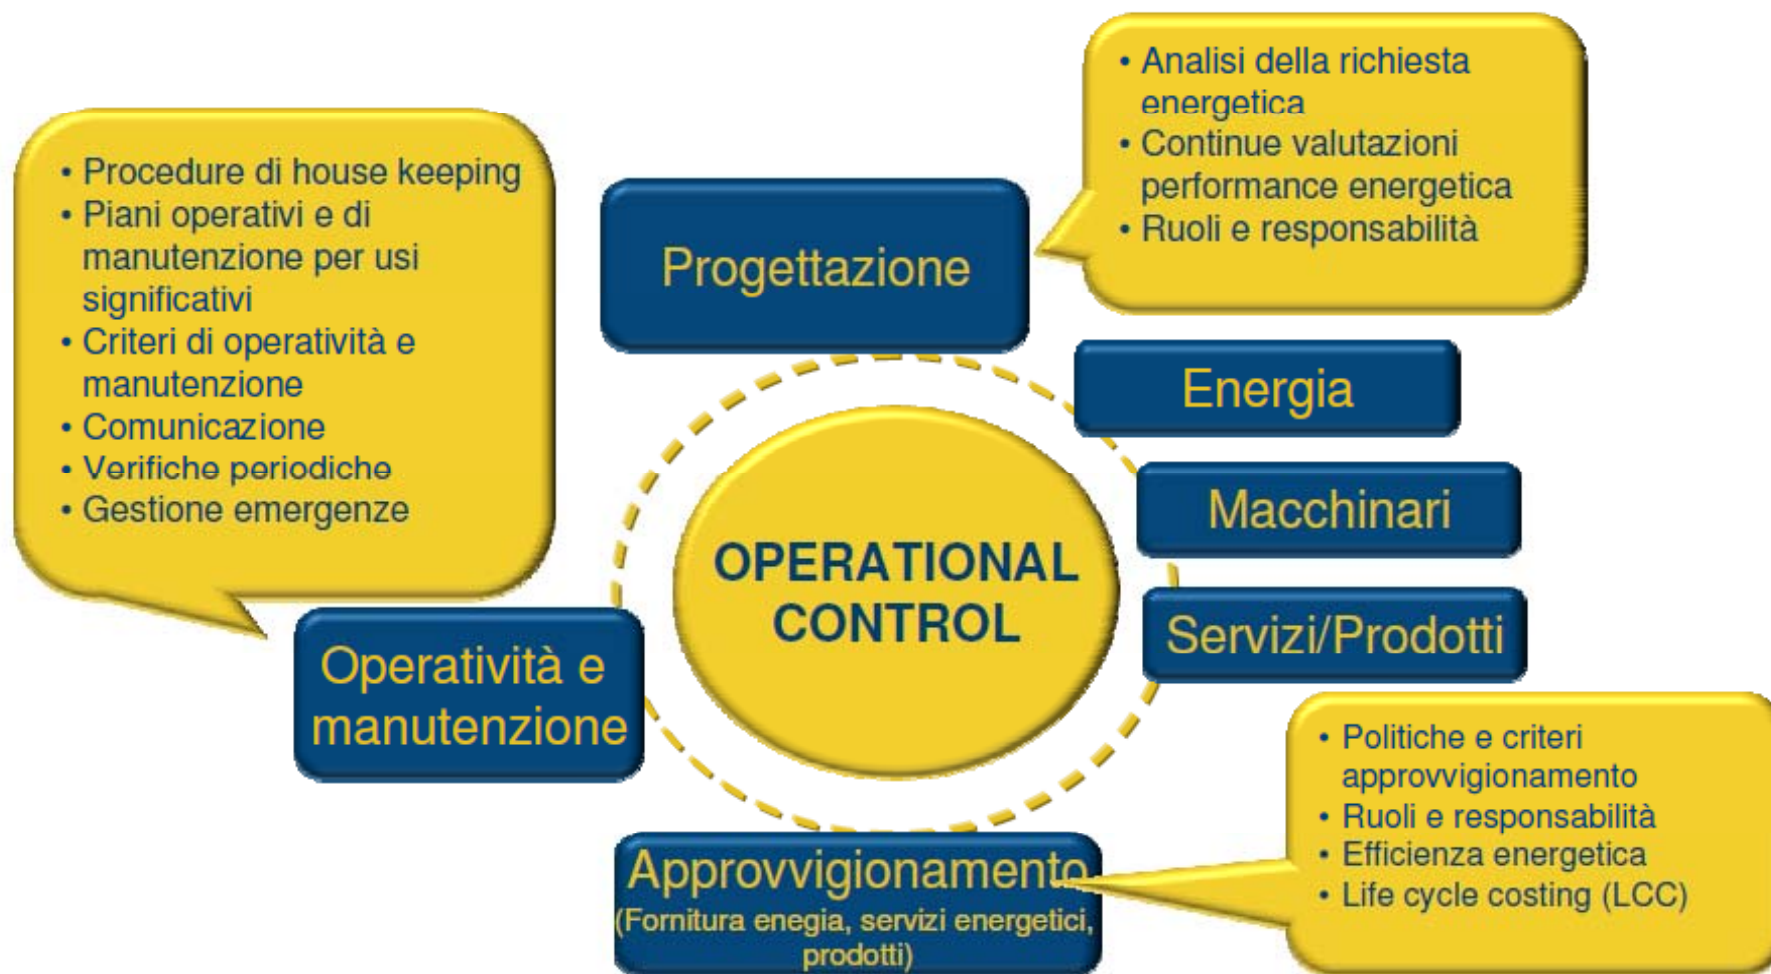 • Procedure di house keeping
• Piani operativi e di
manutenzione per usi
significativi
• Criteri di operatività e
manutenzione
• Comunicazione
• Verifiche periodiche
• Gestione emergenze
Operatività e
manutenzione
Progettazione
• Analisi della richiesta
energetica
• Continue valutazioni
performance energetica
• Ruoli e responsabilità
Energia
Macchinari
Servizi/Prodotti
OPERATIONAL
CONTROL
Approvvigionamento
(Fornitura enegia, servizi energetici,
prodotti)
• Politiche e criteri
approvvigionamento
• Ruoli e responsabilità
• Efficienza energetica
• Life cycle costing (LCC)